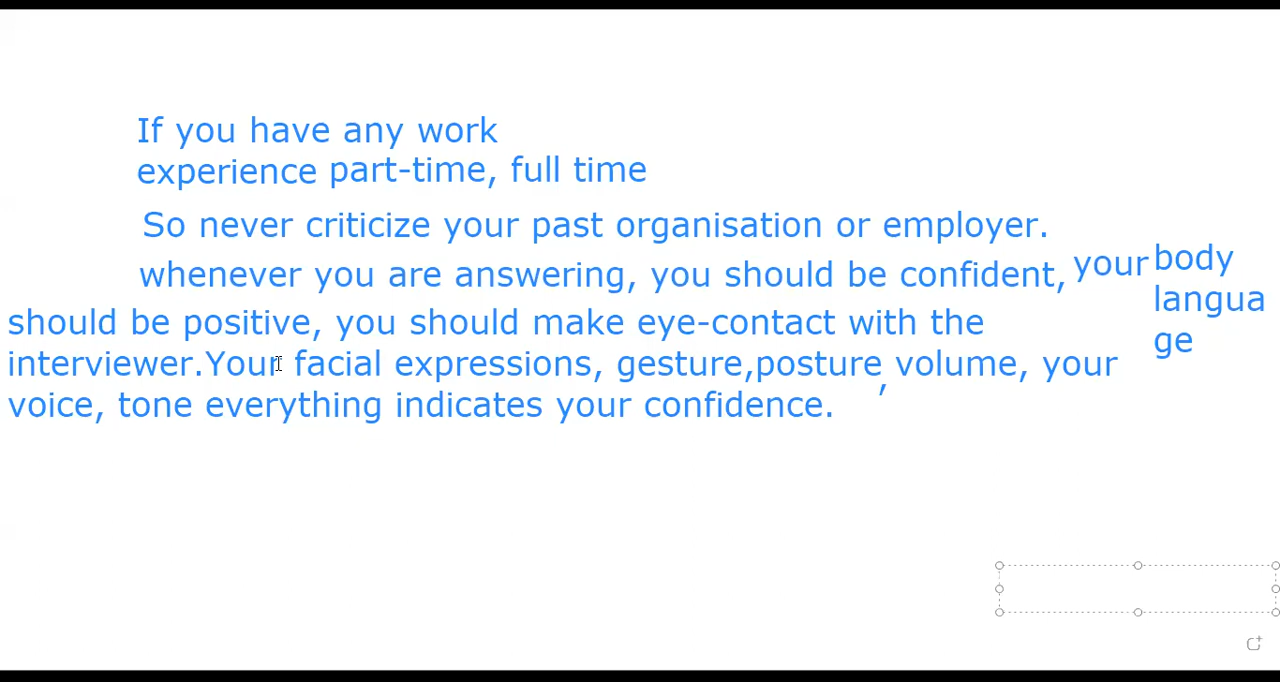 If you have any work
experience part-time, full time
So never criticize your past organisation or employer.
whenever you are answering, you should be confident, your body
langua
ge
should be positive, you should make eye-contact with the
interviewer.Your facial expressions, gesture,posture, volume, your
voice, tone everything indicates your confidence.